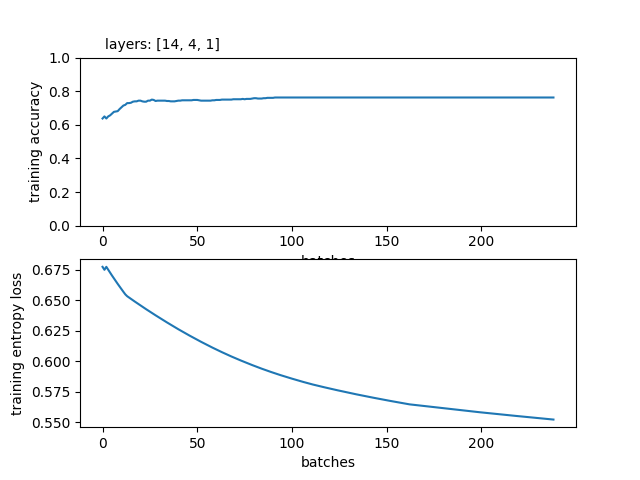 layers: [14, 4, 1]
training accuracy
1.0
0.8
0.6
0.4
0.2
0.0
0 50 100 150 200
batches
training entropy loss
0.675
0.650
0.625
0.600
0.575
0.550
0 50 100 150 200
batches